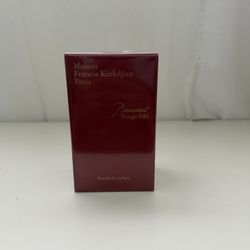 Maison
Francis Kurkdjian
Paris
Baccarat
Rouge 540
Extrait de parfum